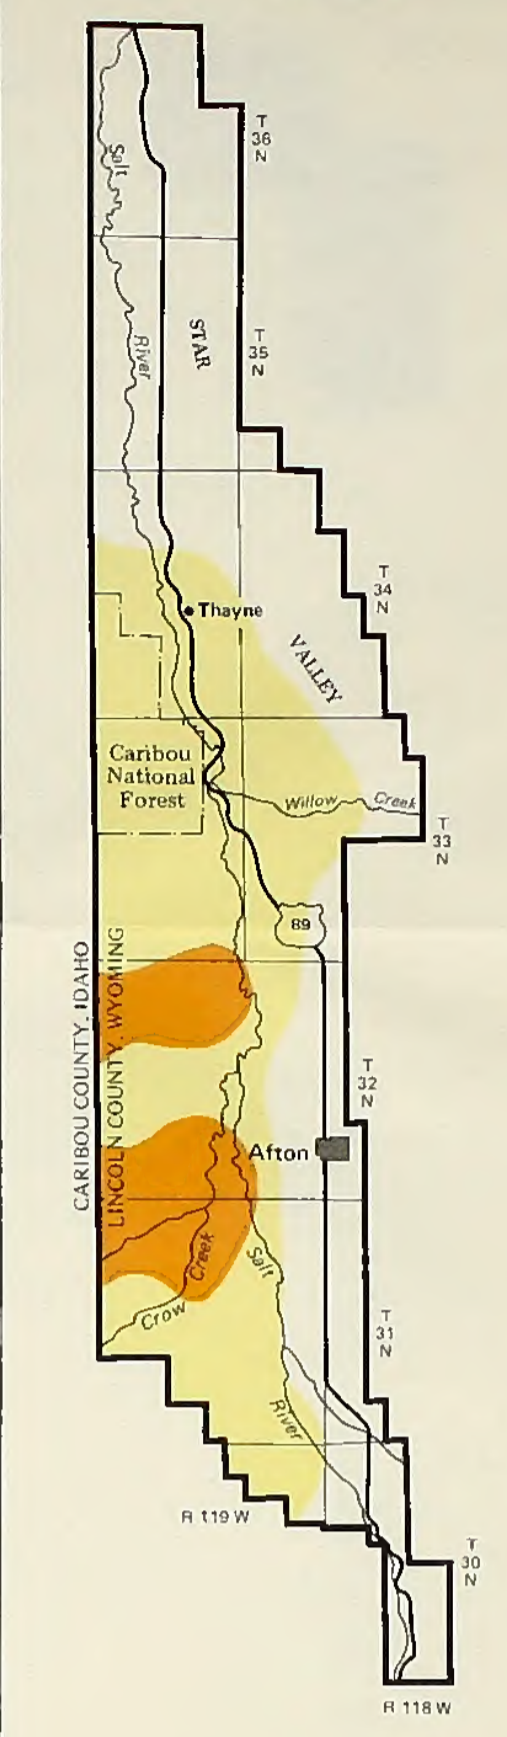 T
36
N
Salt
River
STAR
T
35
N
T
34
N
Thayne
VALLEY
Caribou
National
Forest
Willow Creek
T
33
N
89
CARIBOU COUNTY, IDAHO
LINCOLN COUNTY, WYOMING
T
32
N
Afton
Salt
Creek
Crow
T
31
N
River
R 119 W
T
30
N
R 118 W